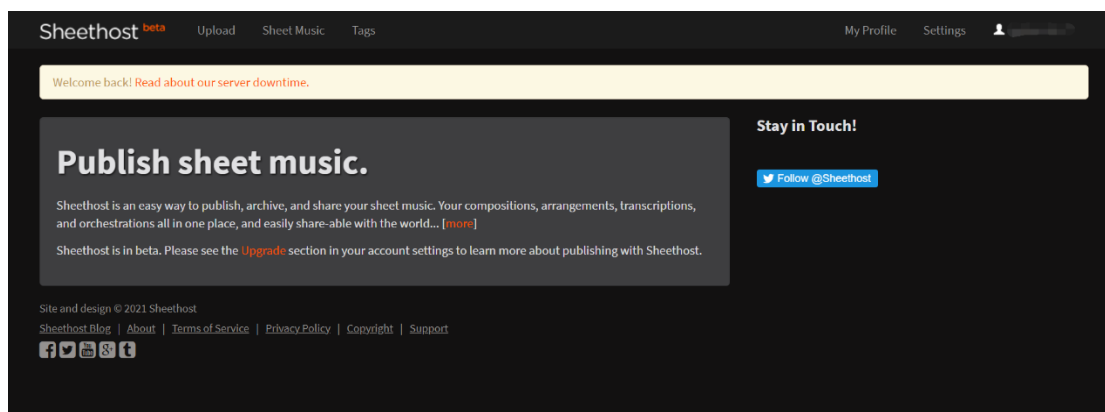 Sheethost beta Upload Sheet Music Tags My Profile Settings
Welcome back! Read about our server downtime.
Publish sheet music.
Sheethost is an easy way to publish, archive, and share your sheet music. Your compositions, arrangements, transcriptions,
and orchestrations all in one place, and easily share-able with the world... [more]
Sheethost is in beta. Please see the Upgrade section in your account settings to learn more about publishing with Sheethost.
Stay in Touch!
Follow @Sheethost
Site and design © 2021 Sheethost
Sheethost Blog | About | Terms of Service | Privacy Policy | Copyright | Support